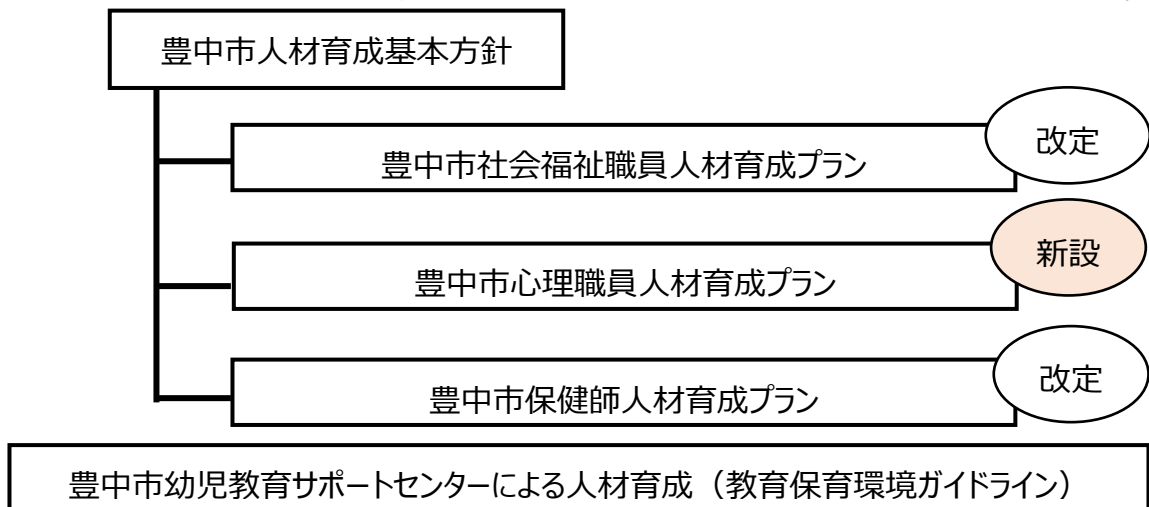 豊中市人材育成基本方針
豊中市社会福祉職員人材育成プラン
改定
豊中市心理職員人材育成プラン
新設
豊中市保健師人材育成プラン
改定
豊中市幼児教育サポートセンターによる人材育成（教育保育環境ガイドライン）